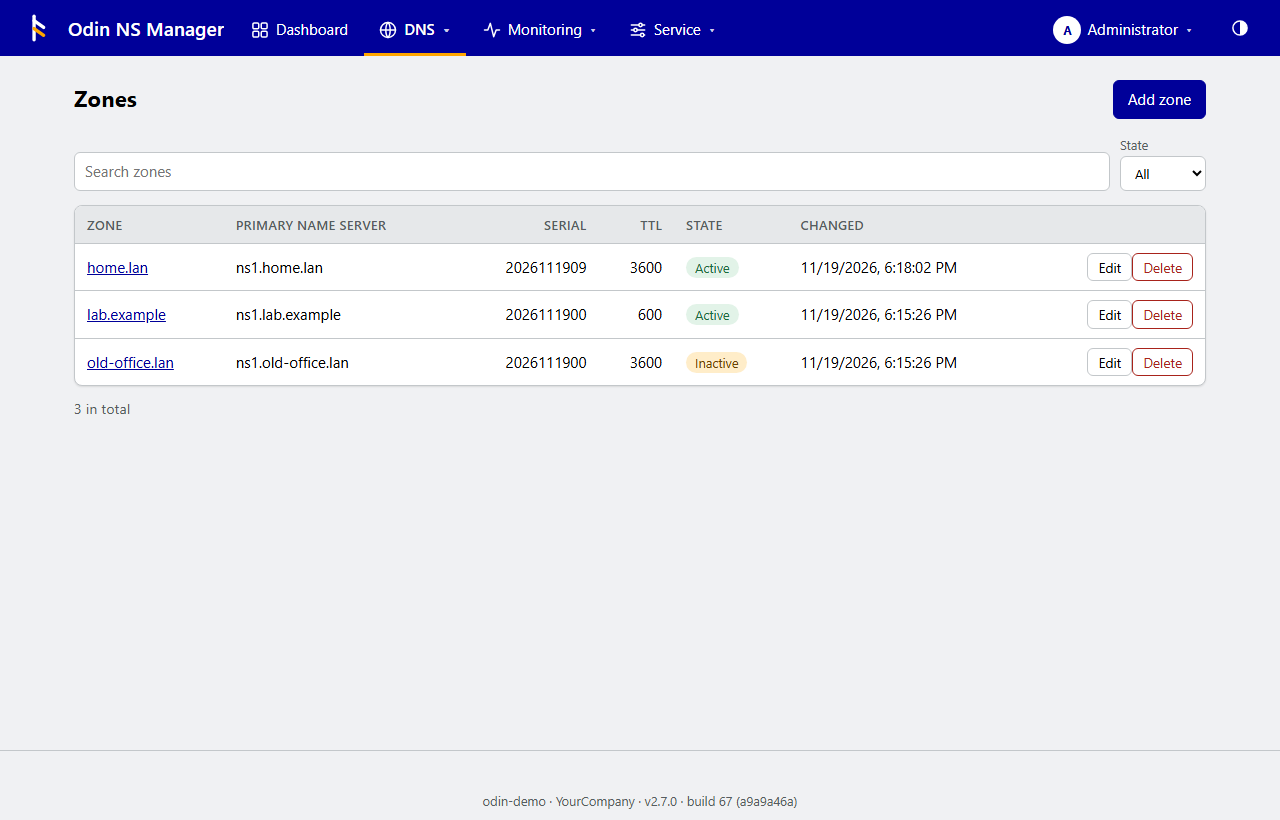 Odin NS Manager Dashboard DNS Monitoring Service A Administrator
Zones Add zone
State
Search zones All
ZONE PRIMARY NAME SERVER SERIAL TTL STATE CHANGED
home.lan ns1.home.lan 2026111909 3600 Active 11/19/2026, 6:18:02 PM Edit Delete
lab.example ns1.lab.example 2026111900 600 Active 11/19/2026, 6:15:26 PM Edit Delete
old-office.lan ns1.old-office.lan 2026111900 3600 Inactive 11/19/2026, 6:15:26 PM Edit Delete
3 in total
odin-demo · YourCompany · v2.7.0 · build 67 (a9a9a46a)